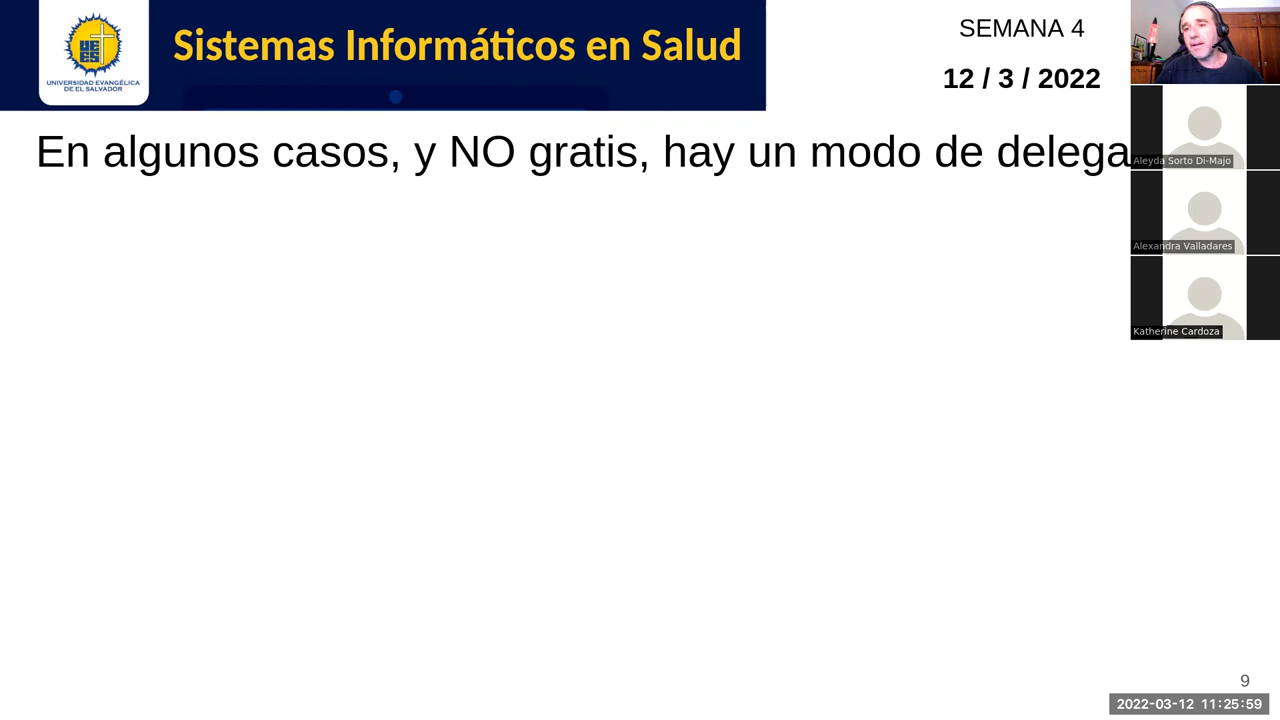 UNIVERSIDAD EVANGÉLICA
DE EL SALVADOR
Sistemas Informáticos en Salud
SEMANA 4
12 / 3 / 2022
En algunos casos, y NO gratis, hay un modo de delega
Aleyda Sorto Di-Majo
Alexandra Valladares
Katherine Cardoza
9
2022-03-12 11:25:59